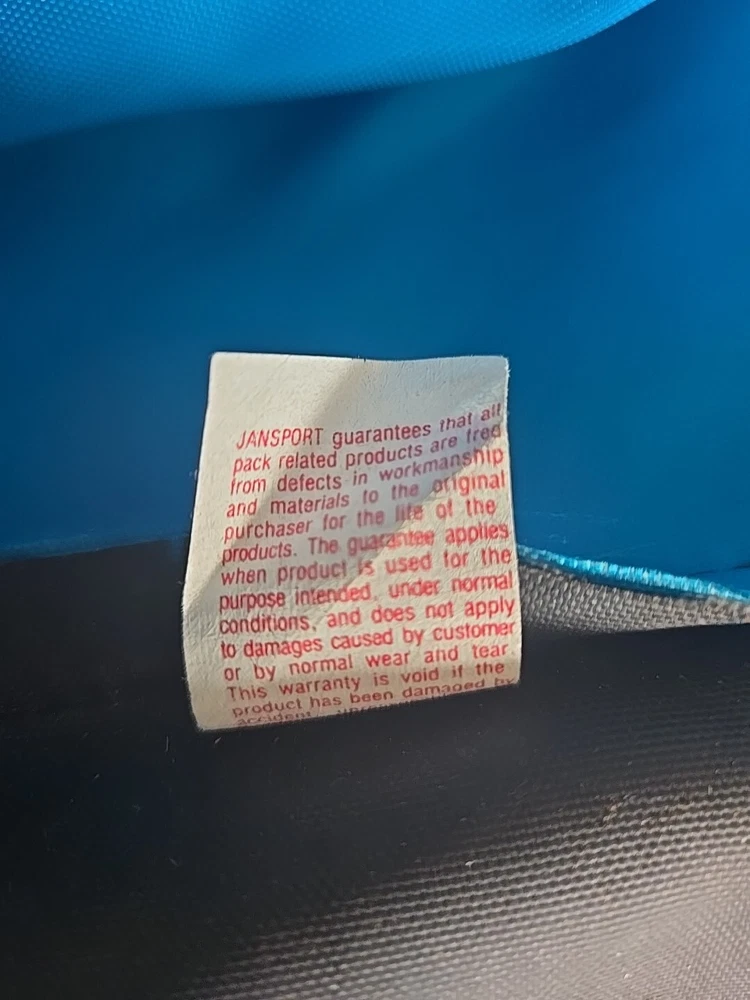 JANSPORT guarantees that all
pack related products are free
from defects in workmanship
and materials to the original
purchaser for the life of the
products. The guarantee applies
when product is used for the
purpose intended, under normal
conditions, and does not apply
to damages caused by customer
or by normal wear and tear.
This warranty is void if the
product has been damaged by
accident,